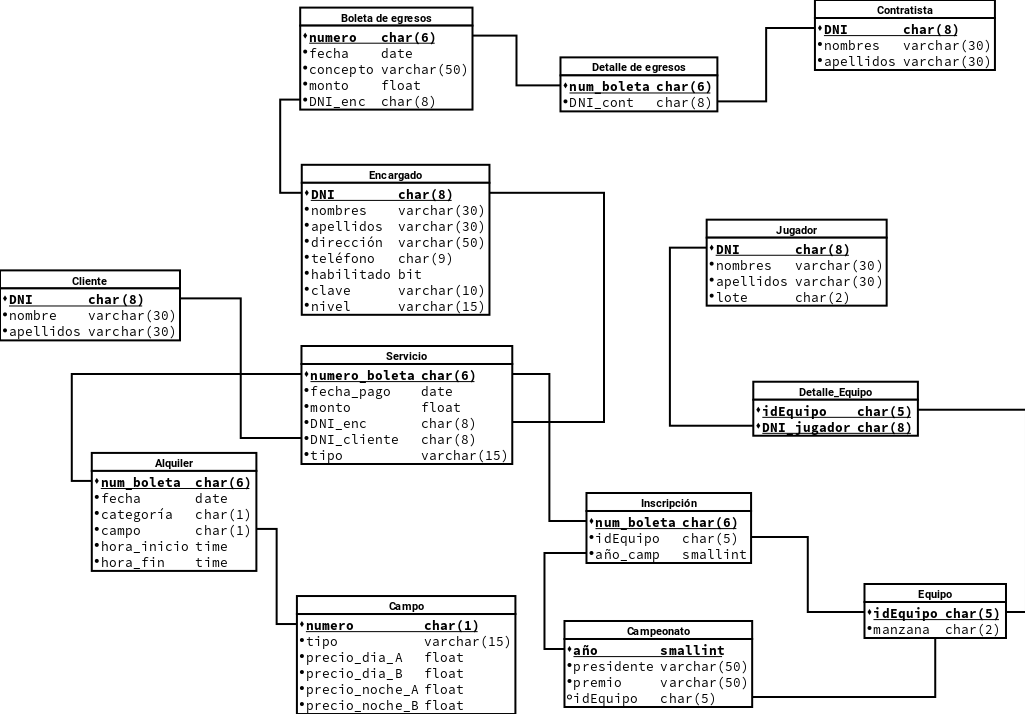 Boleta de egresos
numero char(6)
fecha date
concepto varchar(50)
monto float
DNI_enc char(8)
Detalle de egresos
num_boleta char(6)
DNI_cont char(8)
Contratista
DNI char(8)
nombres varchar(30)
apellidos varchar(30)
Encargado
DNI char(8)
nombres varchar(30)
apellidos varchar(30)
dirección varchar(50)
teléfono char(9)
habilitado bit
clave varchar(10)
nivel varchar(15)
Jugador
DNI char(8)
nombres varchar(30)
apellidos varchar(30)
lote char(2)
Cliente
DNI char(8)
nombre varchar(30)
apellidos varchar(30)
Servicio
numero_boleta char(6)
fecha_pago date
monto float
DNI_enc char(8)
DNI_cliente char(8)
tipo varchar(15)
Detalle_Equipo
idEquipo char(5)
DNI_jugador char(8)
Alquiler
num_boleta char(6)
fecha date
categoría char(1)
campo char(1)
hora_inicio time
hora_fin time
Inscripción
num_boleta char(6)
idEquipo char(5)
año_camp smallint
Equipo
idEquipo char(5)
manzana char(2)
Campo
numero char(1)
tipo varchar(15)
precio_dia_A float
precio_dia_B float
precio_noche_A float
precio_noche_B float
Campeonato
año smallint
presidente varchar(50)
premio varchar(50)
idEquipo char(5)